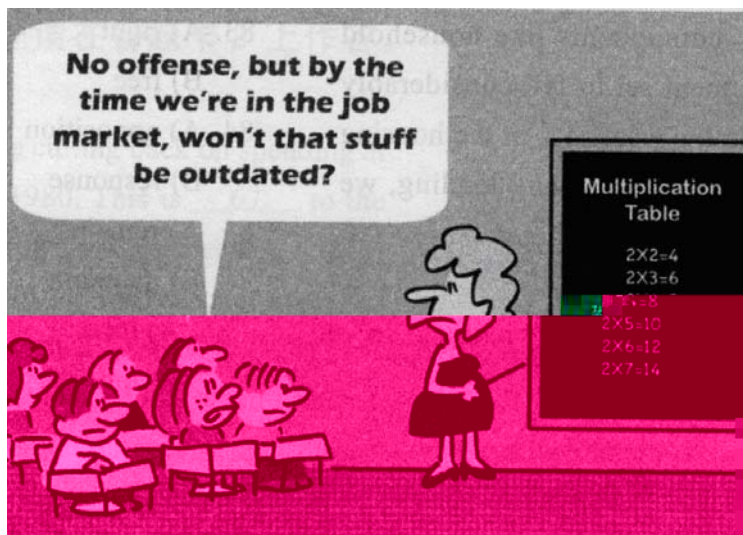 No offense, but by the
time we're in the job
market, won't that stuff
be outdated?
Multiplication
Table
2X2=4
2X3=6
=8
2X5=10
2X6=12
2X7=14